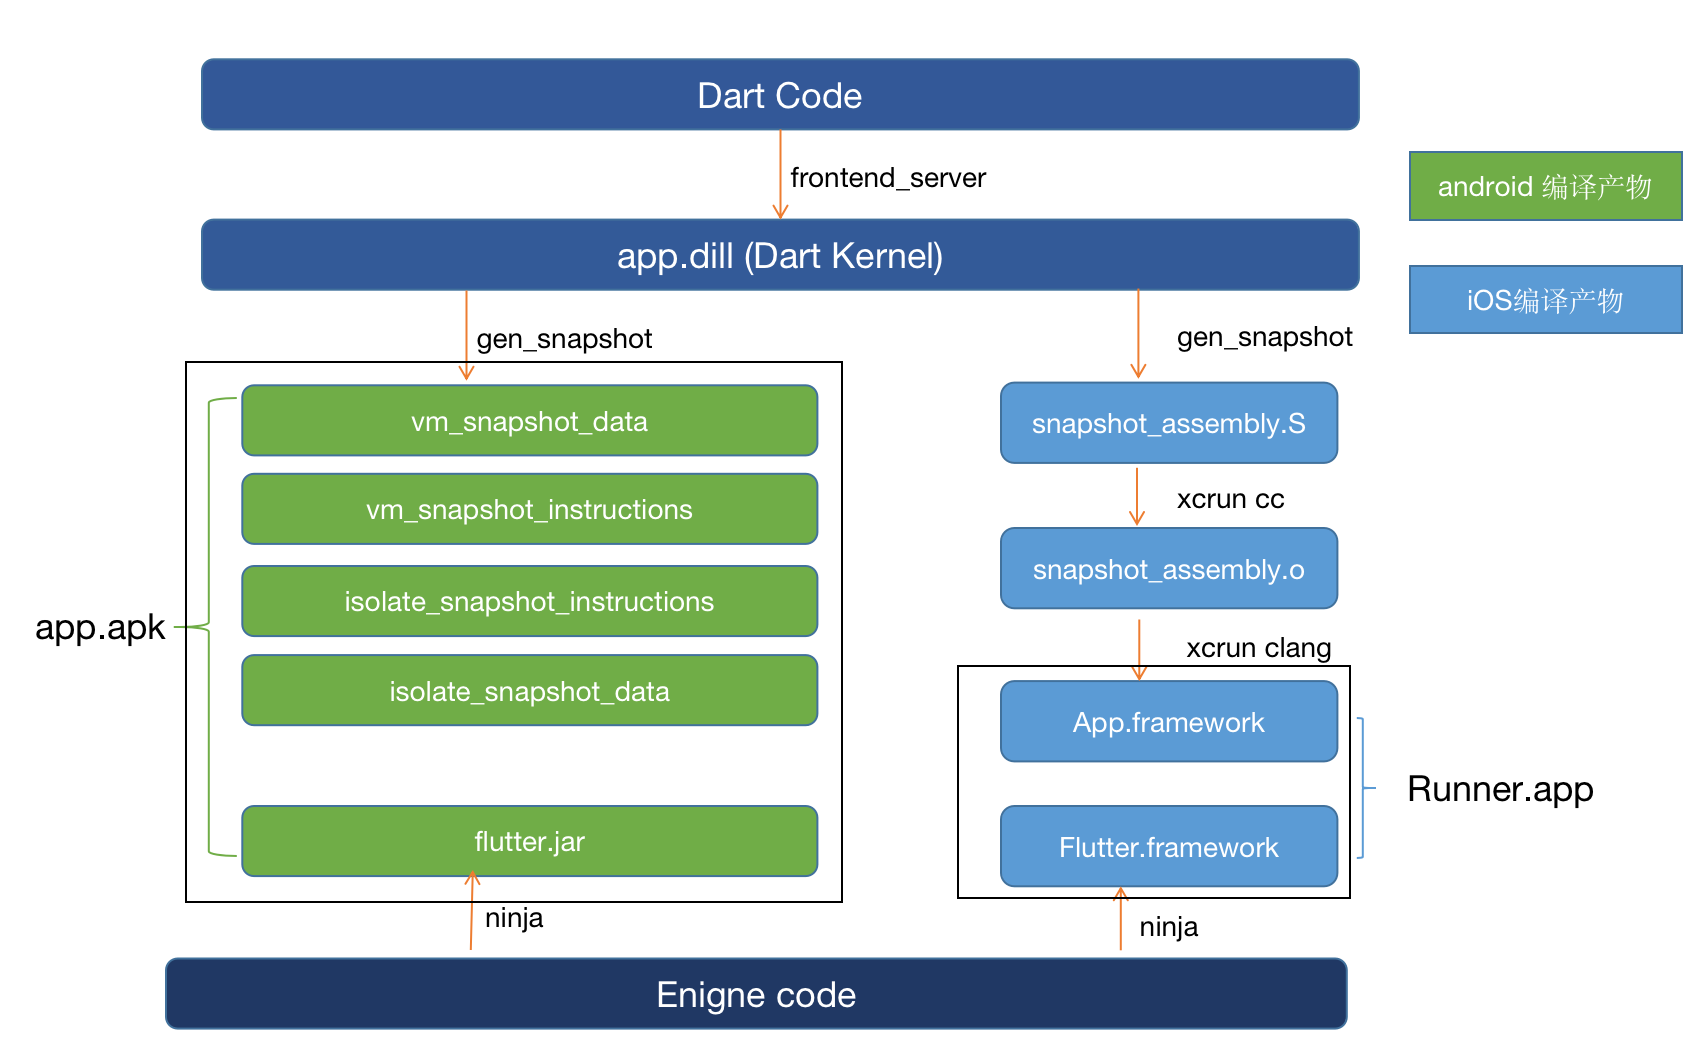 Dart Code
frontend_server
android 编译产物
app.dill (Dart Kernel)
iOS编译产物
gen_snapshot
gen_snapshot
vm_snapshot_data
snapshot_assembly.S
vm_snapshot_instructions
xcrun cc
snapshot_assembly.o
isolate_snapshot_instructions
app.apk
xcrun clang
isolate_snapshot_data
App.framework
Runner.app
flutter.jar
Flutter.framework
ninja
ninja
Enigne code